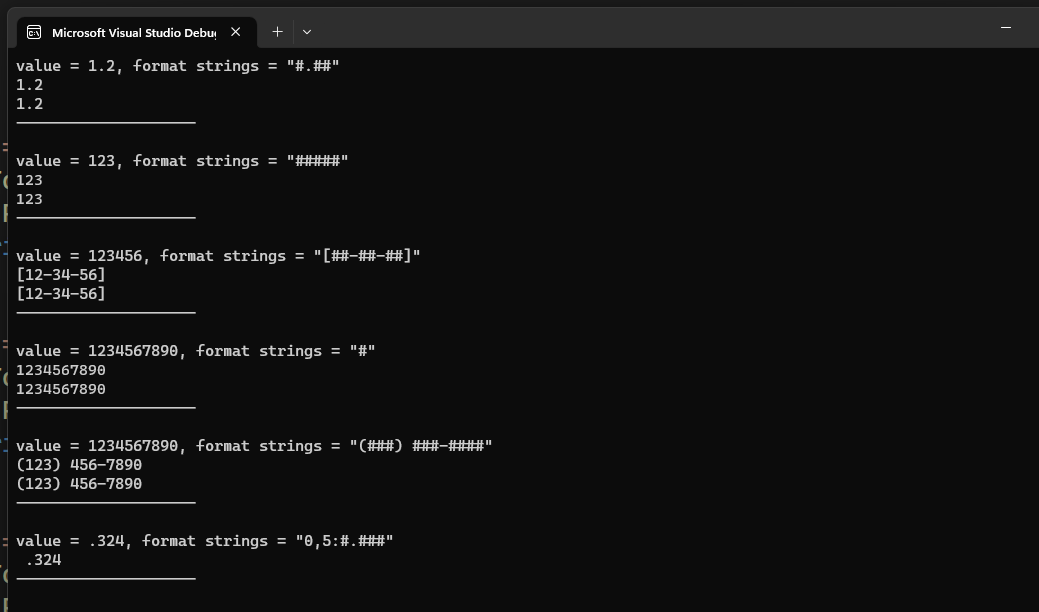 Microsoft Visual Studio Debu
value = 1.2, format strings = "#.##"
1.2
1.2
————————————————————
value = 123, format strings = "#####"
123
123
————————————————————
value = 123456, format strings = "[##-##-##]"
[12-34-56]
[12-34-56]
————————————————————
value = 1234567890, format strings = "#"
1234567890
1234567890
————————————————————
value = 1234567890, format strings = "(###) ###-####"
(123) 456-7890
(123) 456-7890
————————————————————
value = .324, format strings = "0,5:#.###"
 .324
————————————————————